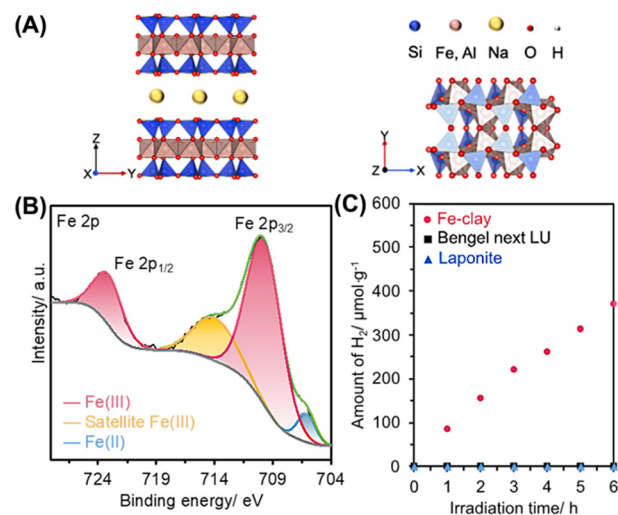 (A)
Si Fe, Al Na O H
Z
X Y
Y
Z X
(B)
Fe 2p
Fe 2p1/2
Fe 2p3/2
Intensity/ a.u.
Fe(III)
Satellite Fe(III)
Fe(II)
724 719 714 709 704
Binding energy/ eV
(C)
Fe-clay
Bengel next LU
Laponite
Amount of H2/ μmol·g-1
600
500
400
300
200
100
0
0 1 2 3 4 5 6
Irradiation time/ h